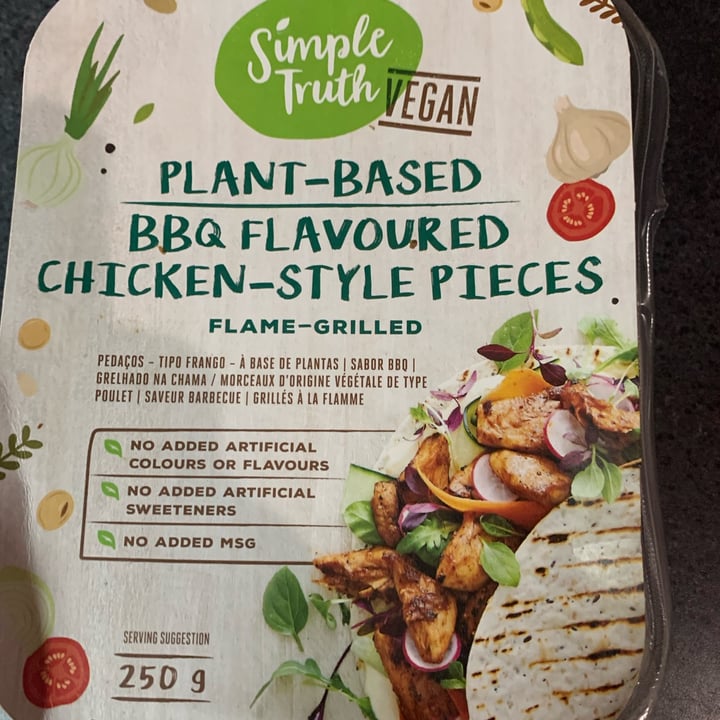 Simple
Truth
VEGAN
PLANT-BASED
BBQ FLAVOURED
CHICKEN-STYLE PIECES
FLAME-GRILLED
PEDAÇOS - TIPO FRANGO - À BASE DE PLANTAS | SABOR BBQ |
GRELHADO NA CHAMA / MORCEAUX D'ORIGINE VÉGÉTALE DE TYPE
POULET | SAVEUR BARBECUE | GRILLÉS À LA FLAMME
NO ADDED ARTIFICIAL
COLOURS OR FLAVOURS
NO ADDED ARTIFICIAL
SWEETENERS
NO ADDED MSG
SERVING SUGGESTION
250 g